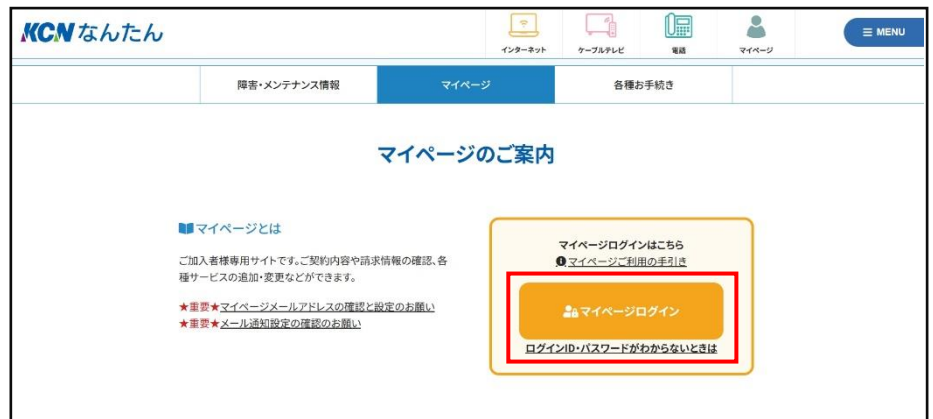 KCNなんたん
インターネット
ケーブルテレビ
電話
マイページ
MENU
障害・メンテナンス情報
マイページ
各種お手続き
マイページのご案内
マイページとは
ご加入者様専用サイトです。ご契約内容や請求情報の確認、各
種サービスの追加・変更などができます。
★重要★マイページメールアドレスの確認と設定のお願い
★重要★メール通知設定の確認のお願い
マイページログインはこちら
マイページご利用の手引き
マイページログイン
ログインID・パスワードがわからないときは